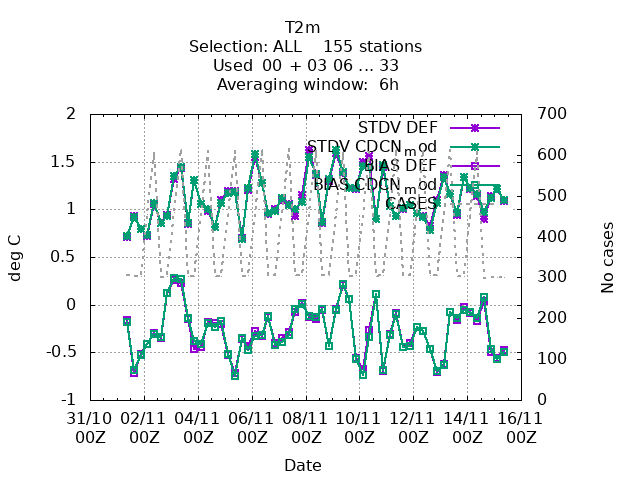 T2m
Selection: ALL 155 stations
Used 00 + 03 06 ... 33
Averaging window: 6h
STDV DEF
STDV CDCN_mod
BIAS DEF
BIAS CDCN_mod
CASES
2
1.5
1
0.5
0
-0.5
-1
deg C
700
600
500
400
300
200
100
0
No cases
31/10 02/11 04/11 06/11 08/11 10/11 12/11 14/11 16/11
00Z 00Z 00Z 00Z 00Z 00Z 00Z 00Z 00Z
Date